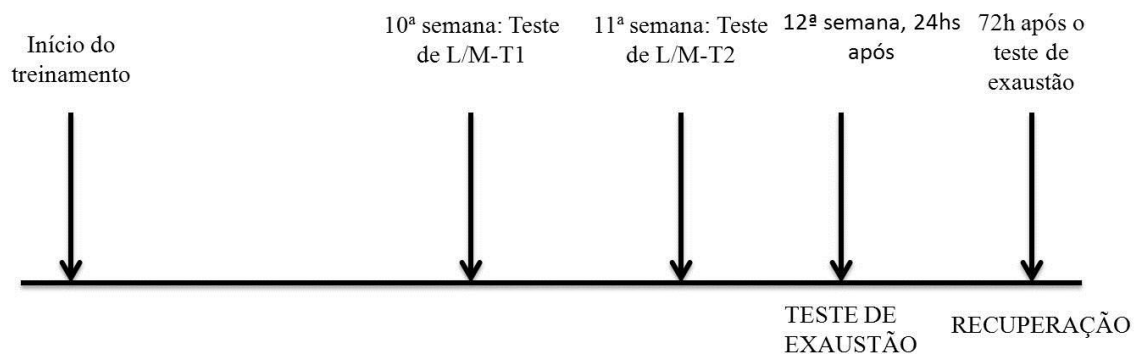 Início do
treinamento
10ª semana: Teste
de L/M-T1
11ª semana: Teste
de L/M-T2
12ª semana, 24hs
após
72h após o
teste de
exaustão
TESTE DE
EXAUSTÃO
RECUPERAÇÃO